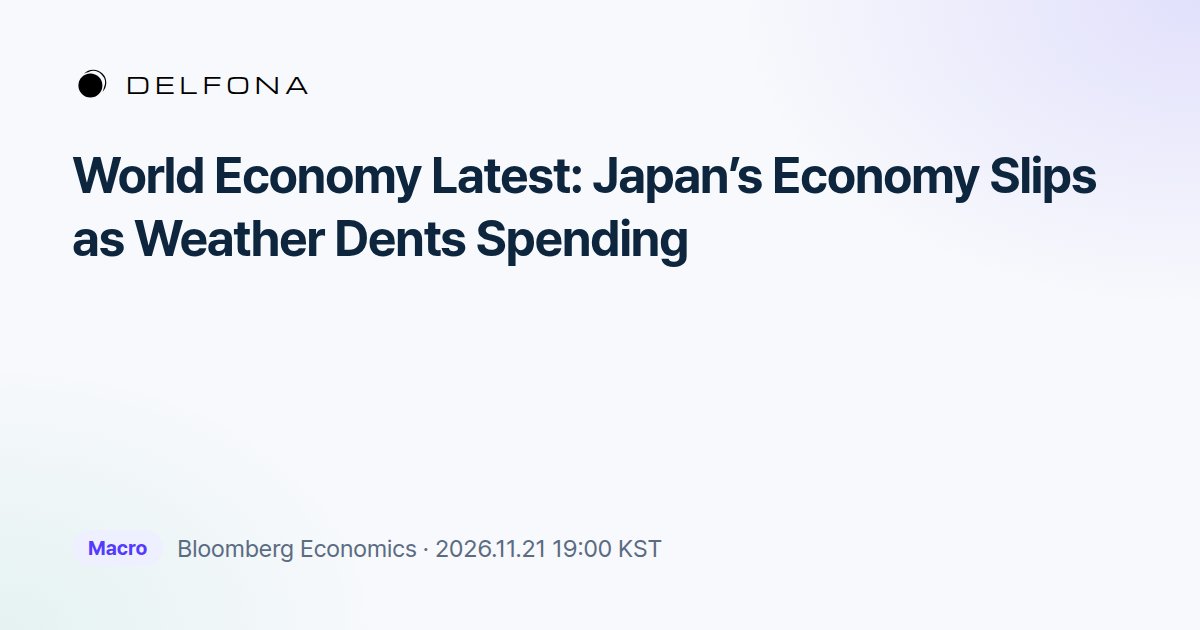 DELFONA
World Economy Latest: Japan’s Economy Slips
as Weather Dents Spending
Macro Bloomberg Economics · 2026.11.21 19:00 KST